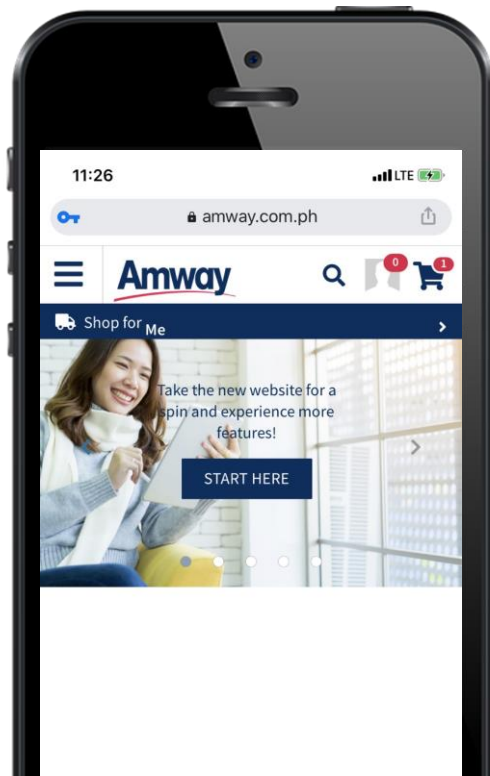 11:26
LTE
amway.com.ph
Amway
0
1
Shop for Me
Take the new website for a
spin and experience more
features!
START HERE